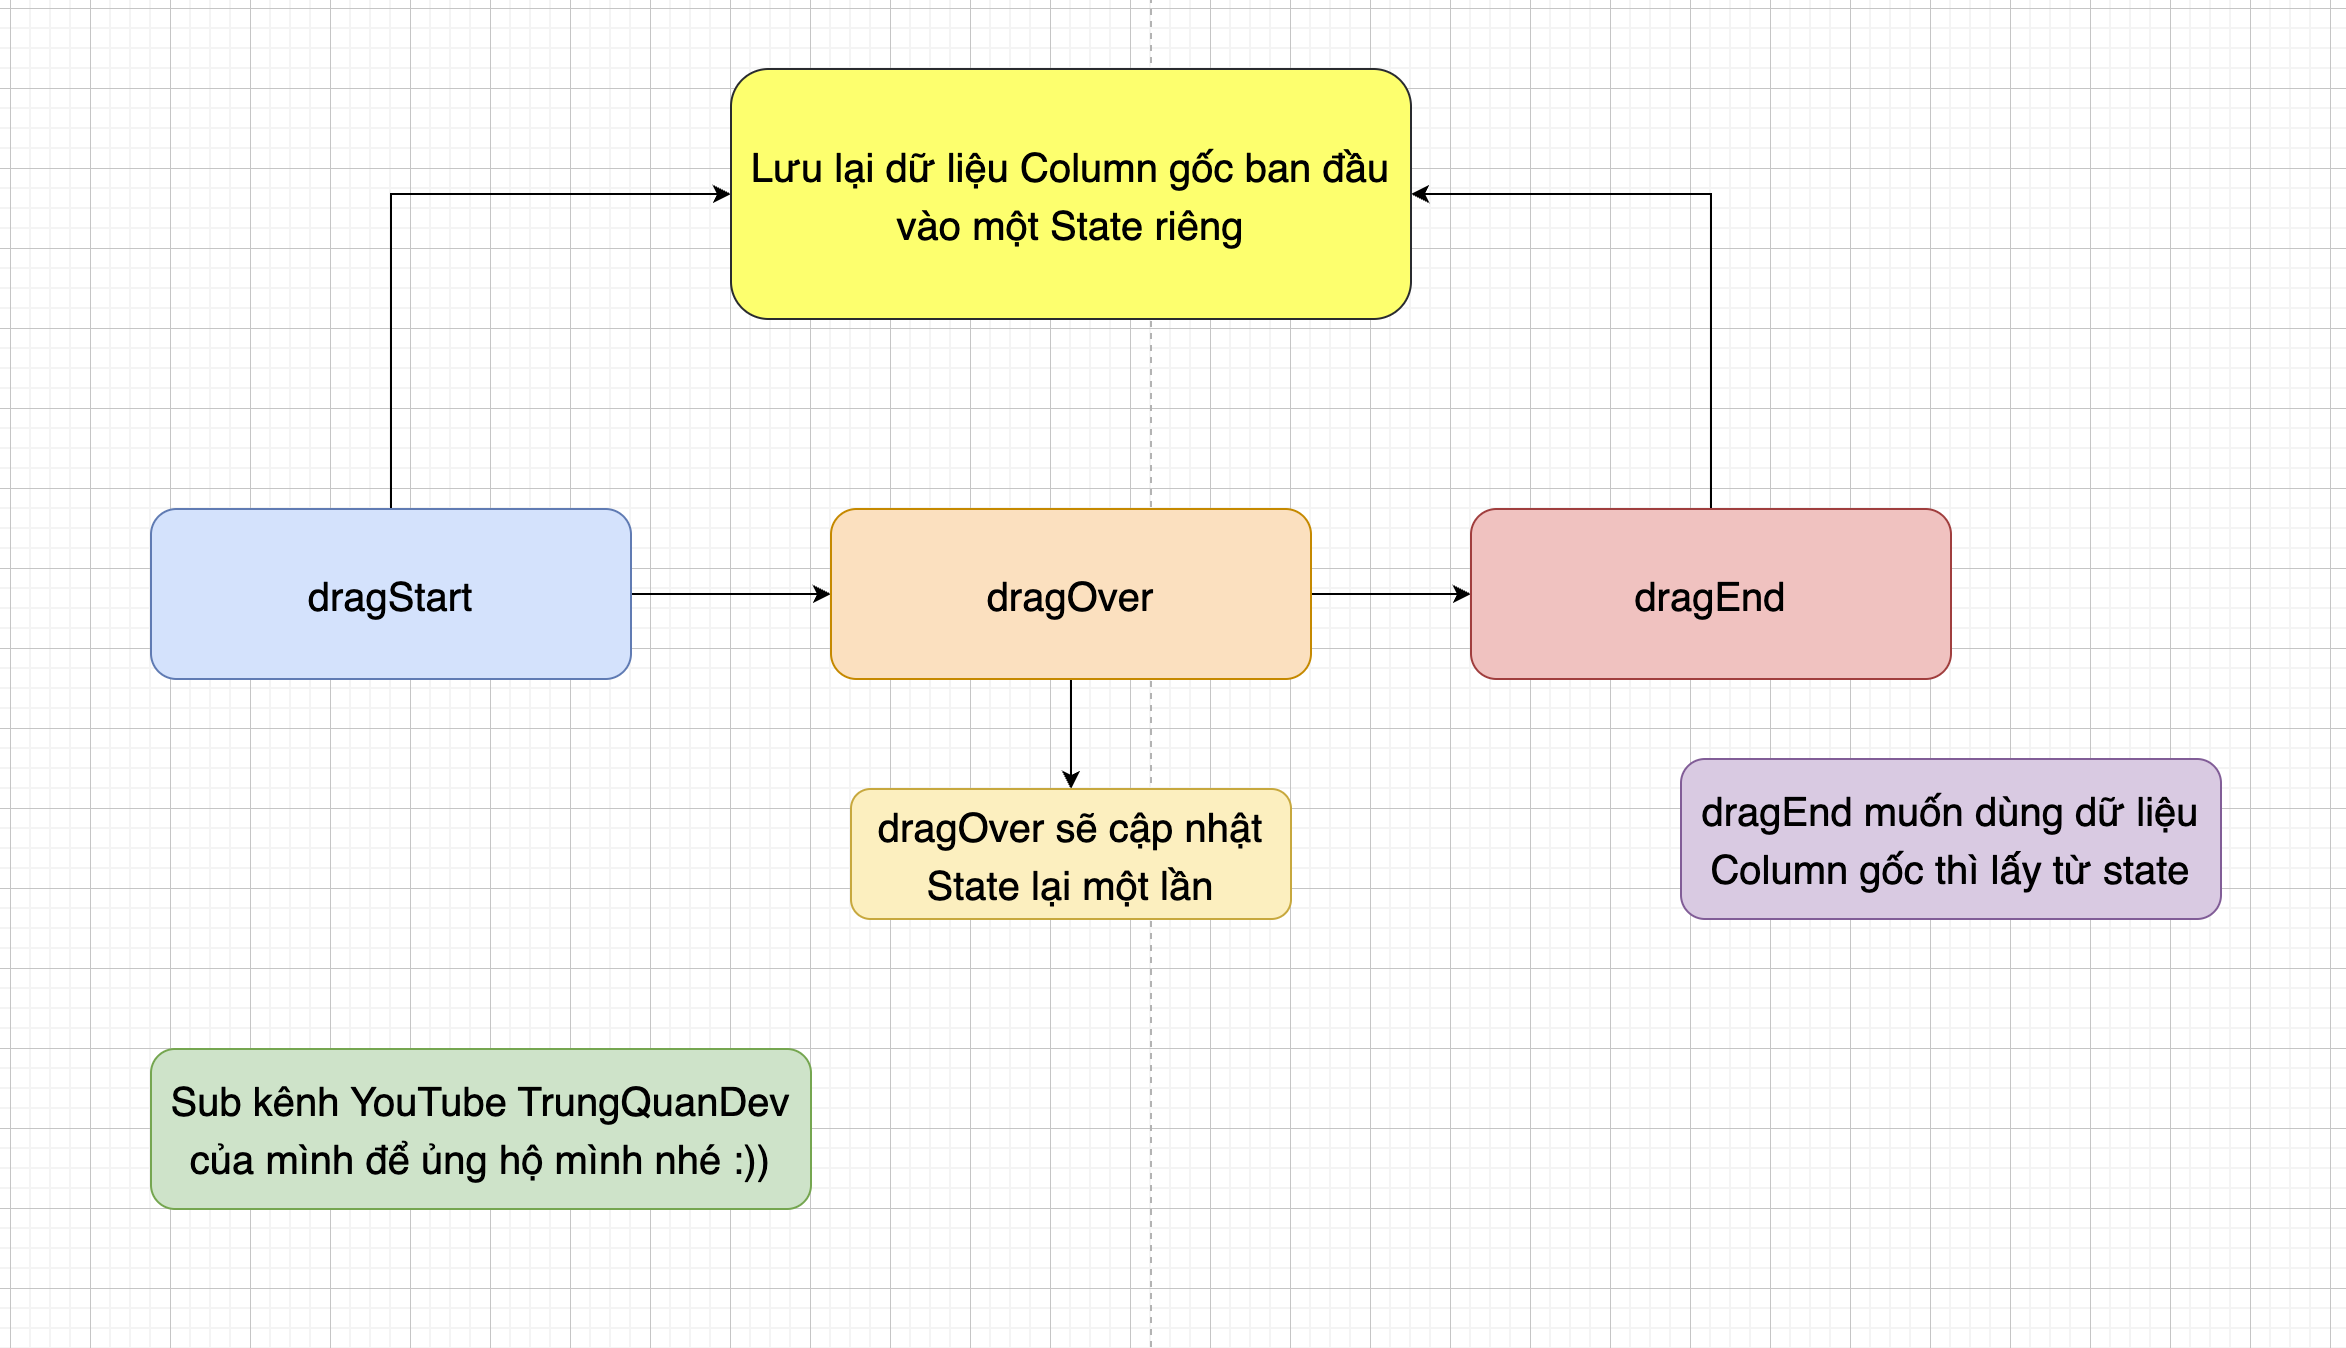 Lưu lại dữ liệu Column gốc ban đầu
vào một State riêng
dragStart
dragOver
dragEnd
dragOver sẽ cập nhật
State lại một lần
dragEnd muốn dùng dữ liệu
Column gốc thì lấy từ state
Sub kênh YouTube TrungQuanDev
của mình để ủng hộ mình nhé :))